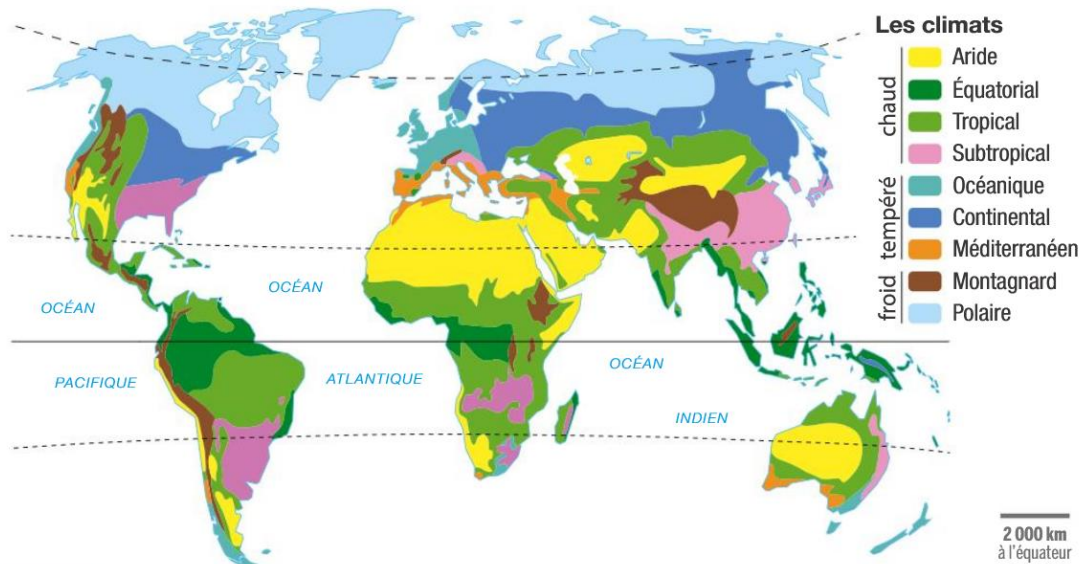 Les climats
chaud
Aride
Équatorial
Tropical
Subtropical
tempéré
Océanique
Continental
Méditerranéen
froid
Montagnard
Polaire
OCÉAN
OCÉAN
PACIFIQUE
ATLANTIQUE
OCÉAN
INDIEN
2 000 km
à l'équateur